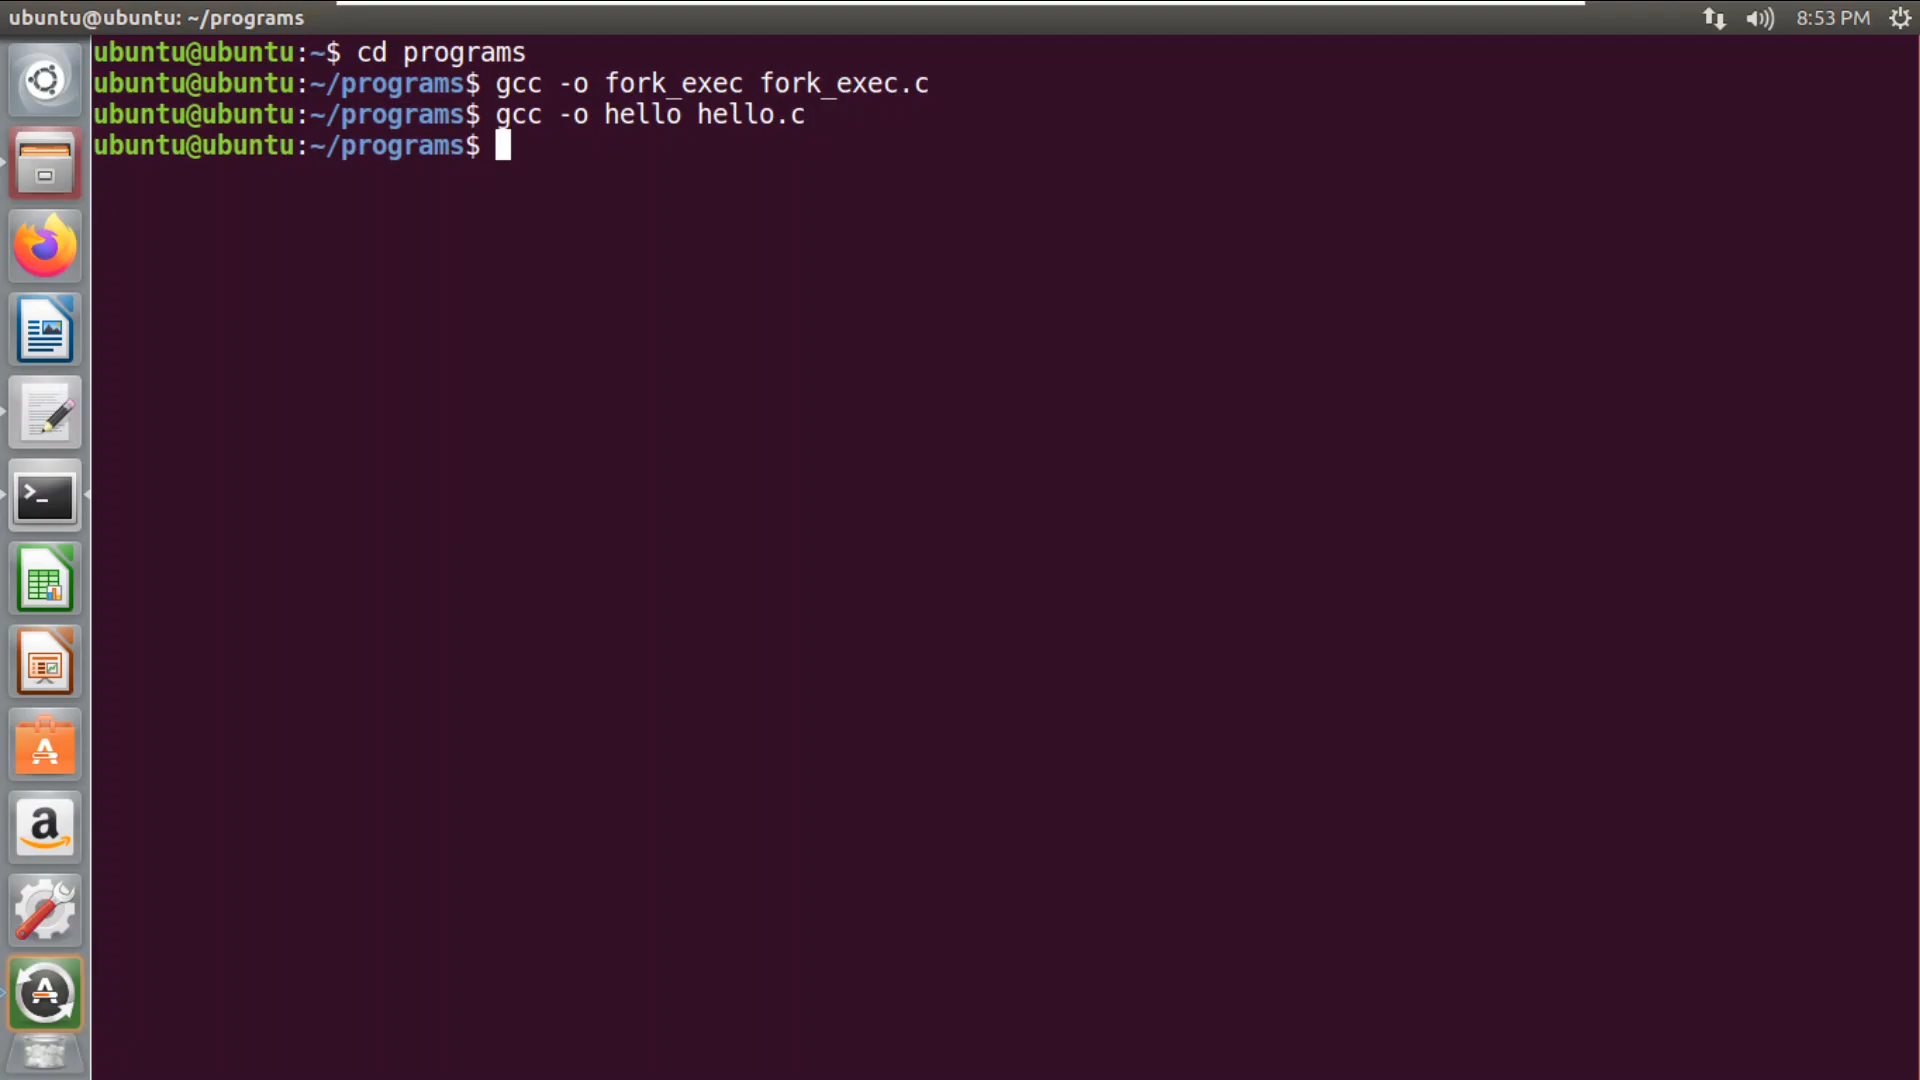 ubuntu@ubuntu: ~/programs
8:53 PM
ubuntu@ubuntu:~$ cd programs
ubuntu@ubuntu:~/programs$ gcc -o fork_exec fork_exec.c
ubuntu@ubuntu:~/programs$ gcc -o hello hello.c
ubuntu@ubuntu:~/programs$